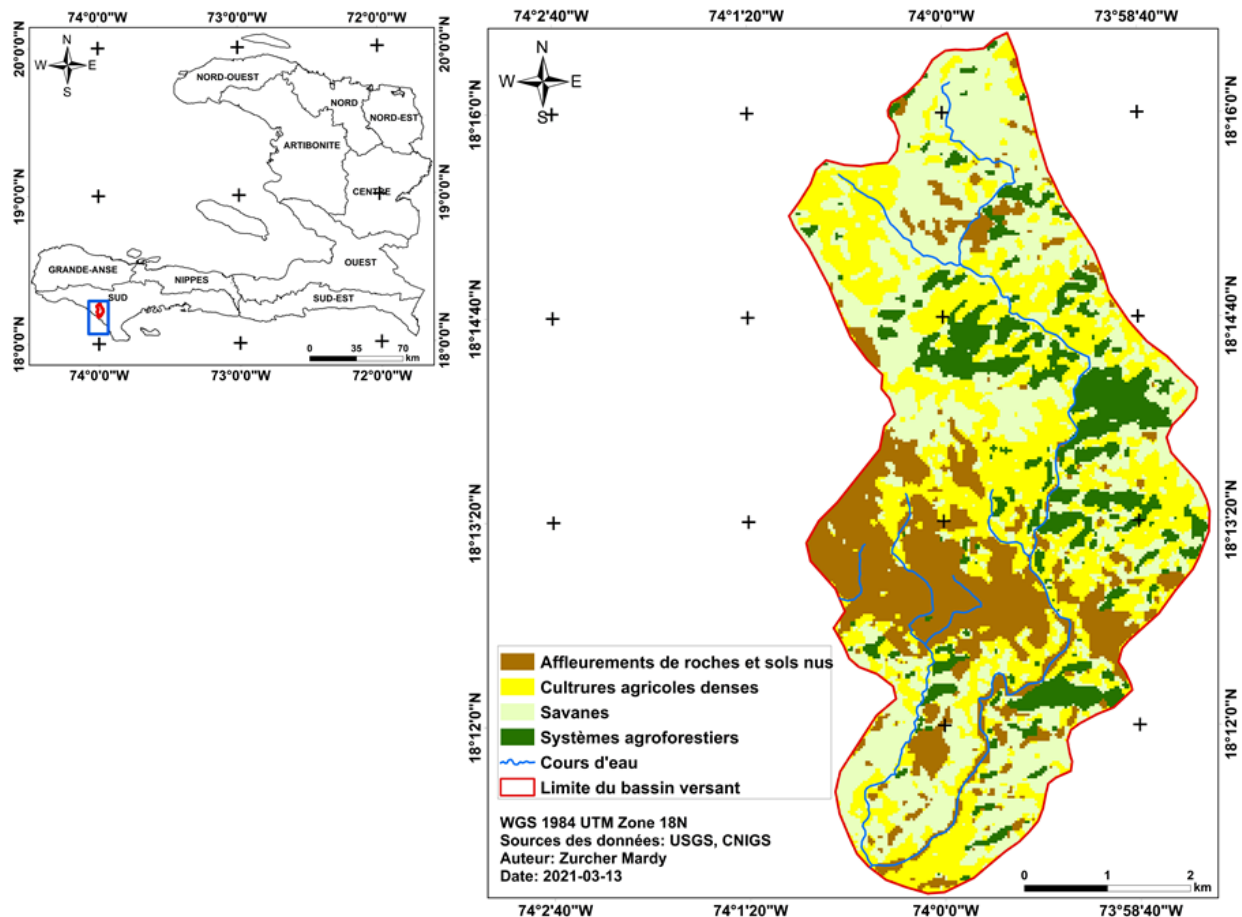 74°0'0"W 73°0'0"W 72°0'0"W
20°0'0"N
19°0'0"N
18°0'0"N
N
W E
S
NORD-OUEST
NORD
NORD-EST
ARTIBONITE
CENTRE
OUEST
GRANDE-ANSE
NIPPES
SUD
SUD-EST
0 35 70
km
20°0'0"N
19°0'0"N
18°0'0"N
74°0'0"W 73°0'0"W 72°0'0"W
74°2'40"W 74°1'20"W 74°0'0"W 73°58'40"W
N
W E
S
18°16'0"N
18°14'40"N
18°13'20"N
18°12'0"N
18°16'0"N
18°14'40"N
18°13'20"N
18°12'0"N
Affleurements de roches et sols nus
Cultrures agricoles denses
Savanes
Systèmes agroforestiers
Cours d'eau
Limite du bassin versant
WGS 1984 UTM Zone 18N
Sources des données: USGS, CNIGS
Auteur: Zurcher Mardy
Date: 2021-03-13
0 1 2
km
74°2'40"W 74°1'20"W 74°0'0"W 73°58'40"W